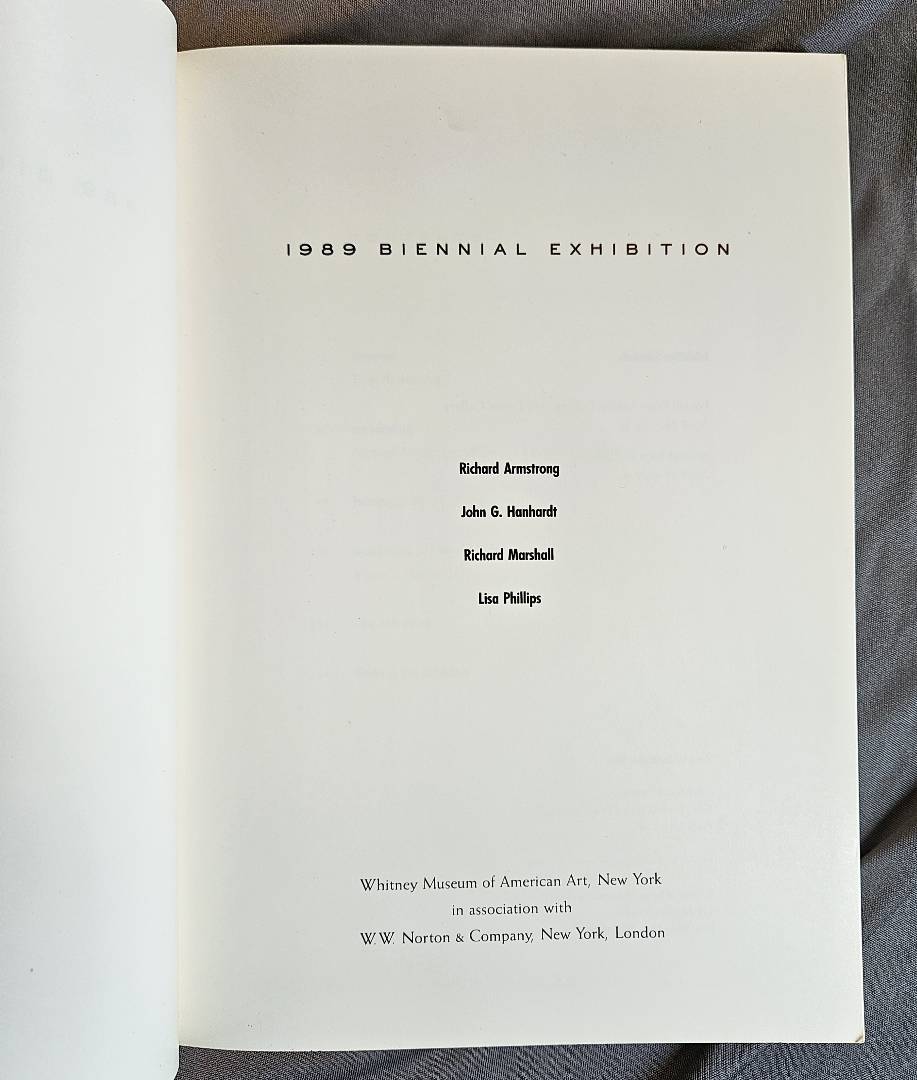 1989 BIENNIAL EXHIBITION
Richard Armstrong
John G. Hanhardt
Richard Marshall
Lisa Phillips
Whitney Museum of American Art, New York
in association with
W.W. Norton & Company, New York, London